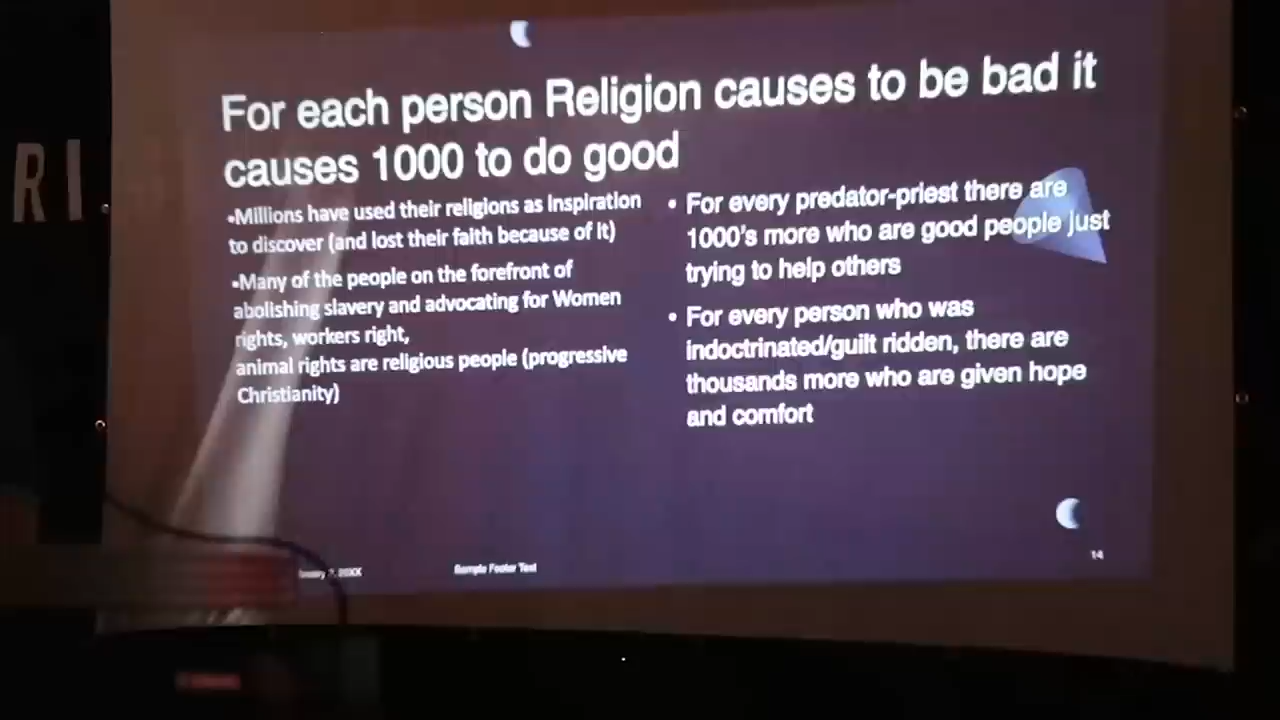 R I
For each person Religion causes to be bad it
causes 1000 to do good
•Millions have used their religions as inspiration
to discover (and lost their faith because of it)
•Many of the people on the forefront of
abolishing slavery and advocating for Women
rights, workers right,
animal rights are religious people (progressive
Christianity)
• For every predator-priest there are
1000's more who are good people just
trying to help others
• For every person who was
indoctrinated/guilt ridden, there are
thousands more who are given hope
and comfort
20XX
Sample Footer Text
14